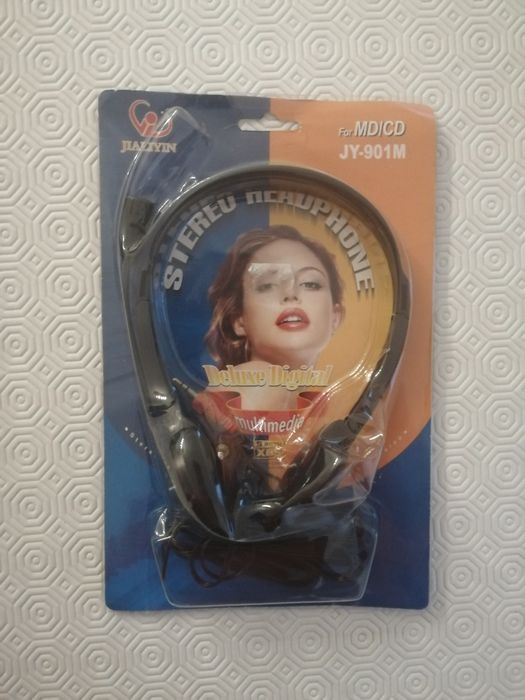 JIALIYIN
For MD/CD
JY-901M
STEREO HEADPHONE
Deluxe Digital
multimedia